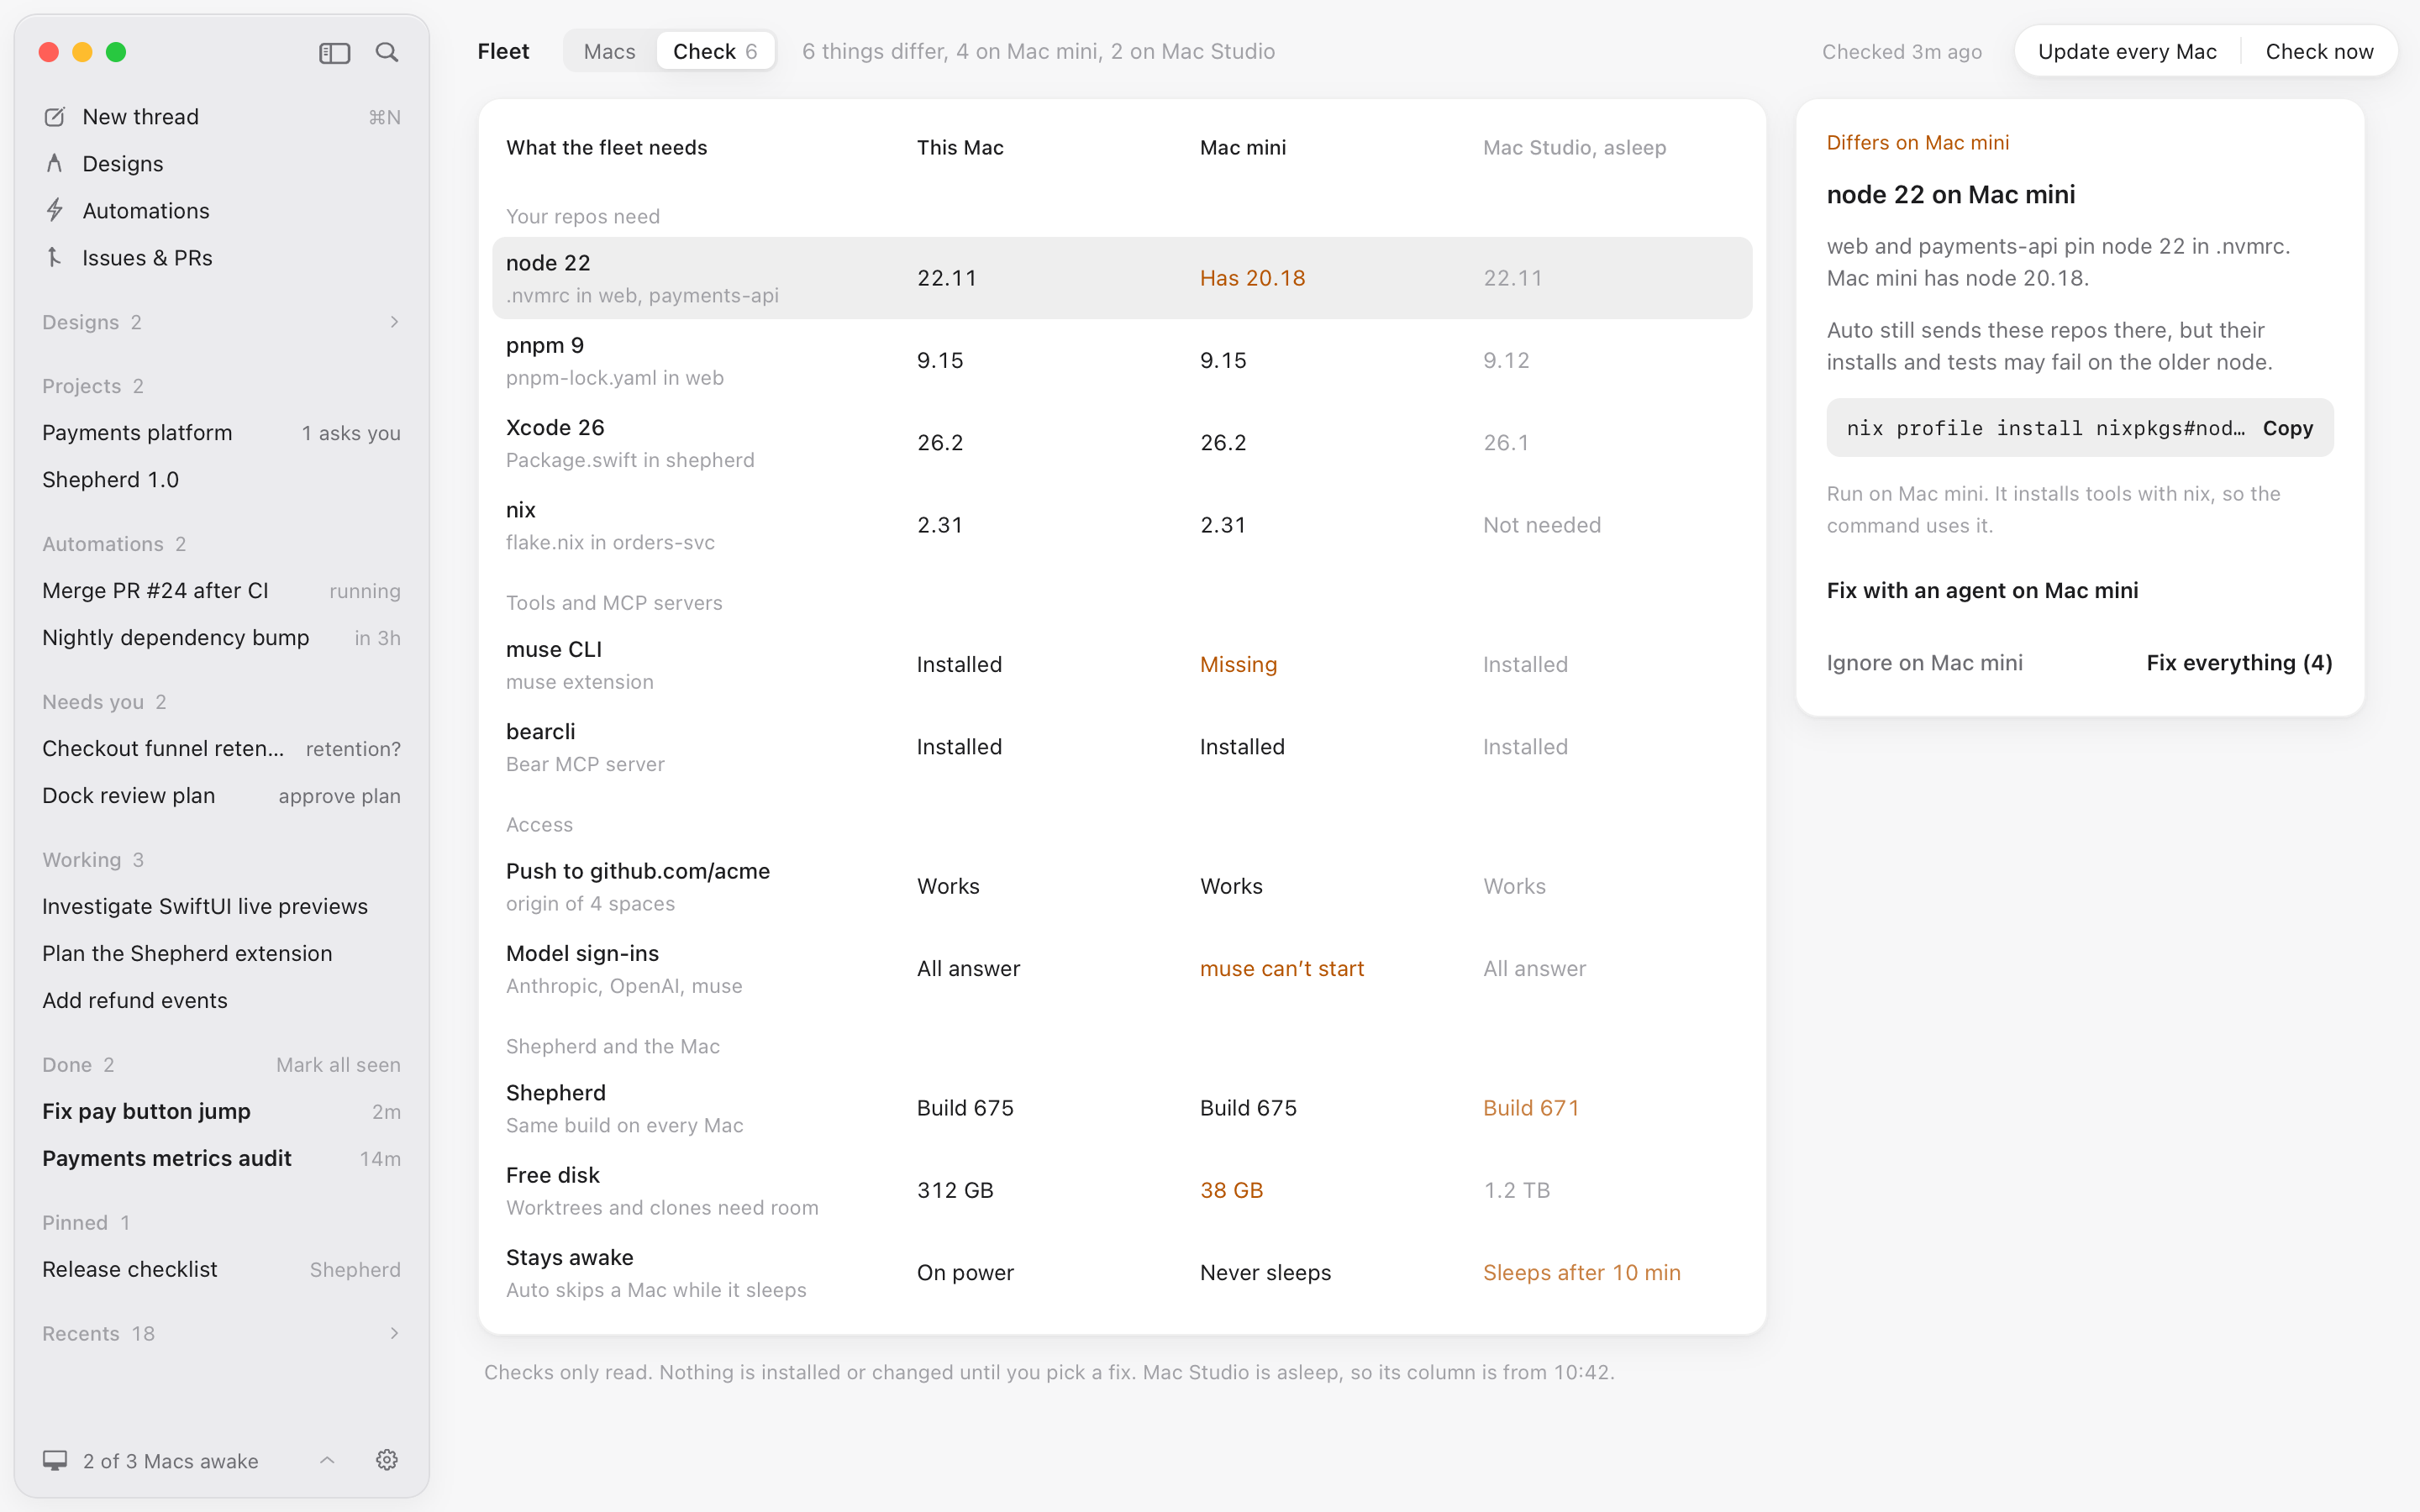 New thread ⌘N
Designs
Automations
Issues & PRs
Designs 2
Projects 2
Payments platform 1 asks you
Shepherd 1.0
Automations 2
Merge PR #24 after CI running
Nightly dependency bump in 3h
Needs you 2
Checkout funnel reten... retention?
Dock review plan approve plan
Working 3
Investigate SwiftUI live previews
Plan the Shepherd extension
Add refund events
Done 2 Mark all seen
Fix pay button jump 2m
Payments metrics audit 14m
Pinned 1
Release checklist Shepherd
Recents 18
2 of 3 Macs awake
Fleet Macs Check 6 6 things differ, 4 on Mac mini, 2 on Mac Studio Checked 3m ago Update every Mac Check now
What the fleet needs This Mac Mac mini Mac Studio, asleep
Your repos need
node 22 22.11 Has 20.18 22.11
.nvmrc in web, payments-api
pnpm 9 9.15 9.15 9.12
pnpm-lock.yaml in web
Xcode 26 26.2 26.2 26.1
Package.swift in shepherd
nix 2.31 2.31 Not needed
flake.nix in orders-svc
Tools and MCP servers
muse CLI Installed Missing Installed
muse extension
bearcli Installed Installed Installed
Bear MCP server
Access
Push to github.com/acme Works Works Works
origin of 4 spaces
Model sign-ins All answer muse can’t start All answer
Anthropic, OpenAI, muse
Shepherd and the Mac
Shepherd Build 675 Build 675 Build 671
Same build on every Mac
Free disk 312 GB 38 GB 1.2 TB
Worktrees and clones need room
Stays awake On power Never sleeps Sleeps after 10 min
Auto skips a Mac while it sleeps
Checks only read. Nothing is installed or changed until you pick a fix. Mac Studio is asleep, so its column is from 10:42.
Differs on Mac mini
node 22 on Mac mini
web and payments-api pin node 22 in .nvmrc.
Mac mini has node 20.18.
Auto still sends these repos there, but their
installs and tests may fail on the older node.
nix profile install nixpkgs#nod… Copy
Run on Mac mini. It installs tools with nix, so the
command uses it.
Fix with an agent on Mac mini
Ignore on Mac mini Fix everything (4)